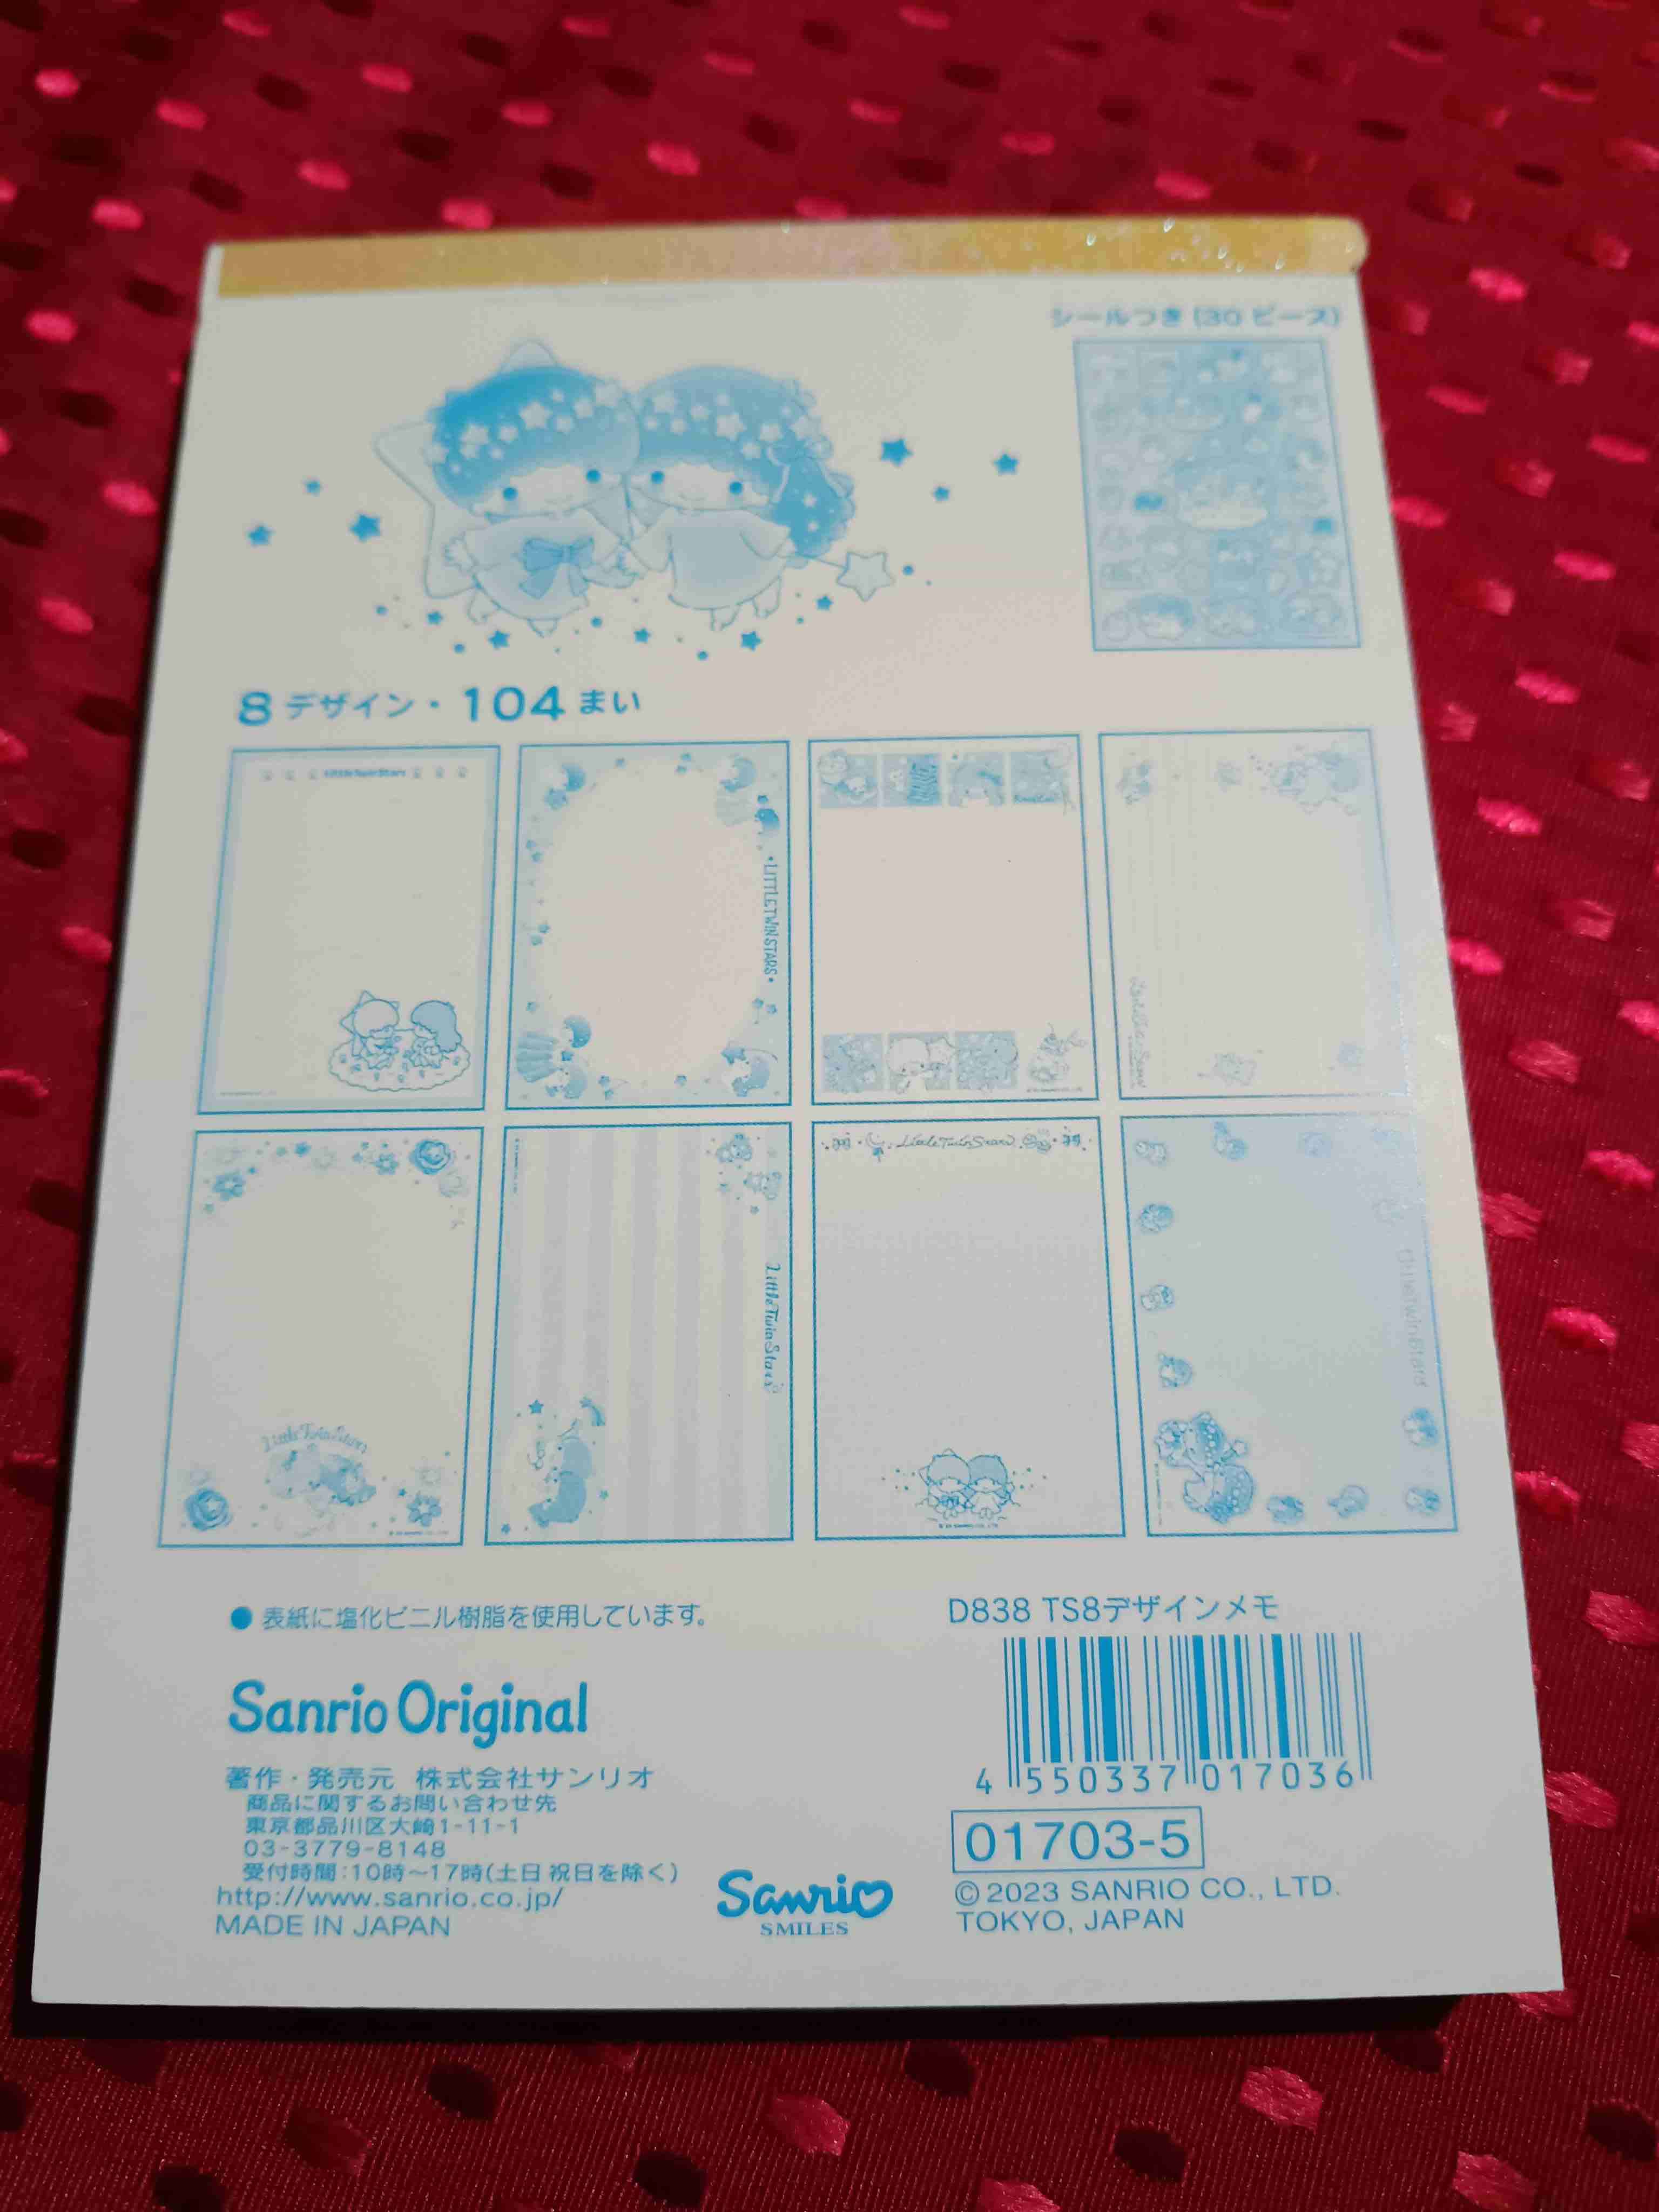 シールつき(30 ピース)
8 デザイン・104 まい
LittleTwinStars
•LITTLETWINSTARS•
LittleTwinStars
LittleTwinStars
LittleTwinStars
LittleTwinStars
● 表紙に塩化ビニル樹脂を使用しています。
D838 TS8デザインメモ
4 550337 017036
Sanrio Original
01703-5
著作・発売元 株式会社サンリオ
商品に関するお問い合わせ先
東京都品川区大崎1-11-1
03-3779-8148
受付時間:10時〜17時(土日 祝日を除く)
http://www.sanrio.co.jp/
MADE IN JAPAN
Sanrio
SMILES
© 2023 SANRIO CO., LTD.
TOKYO, JAPAN